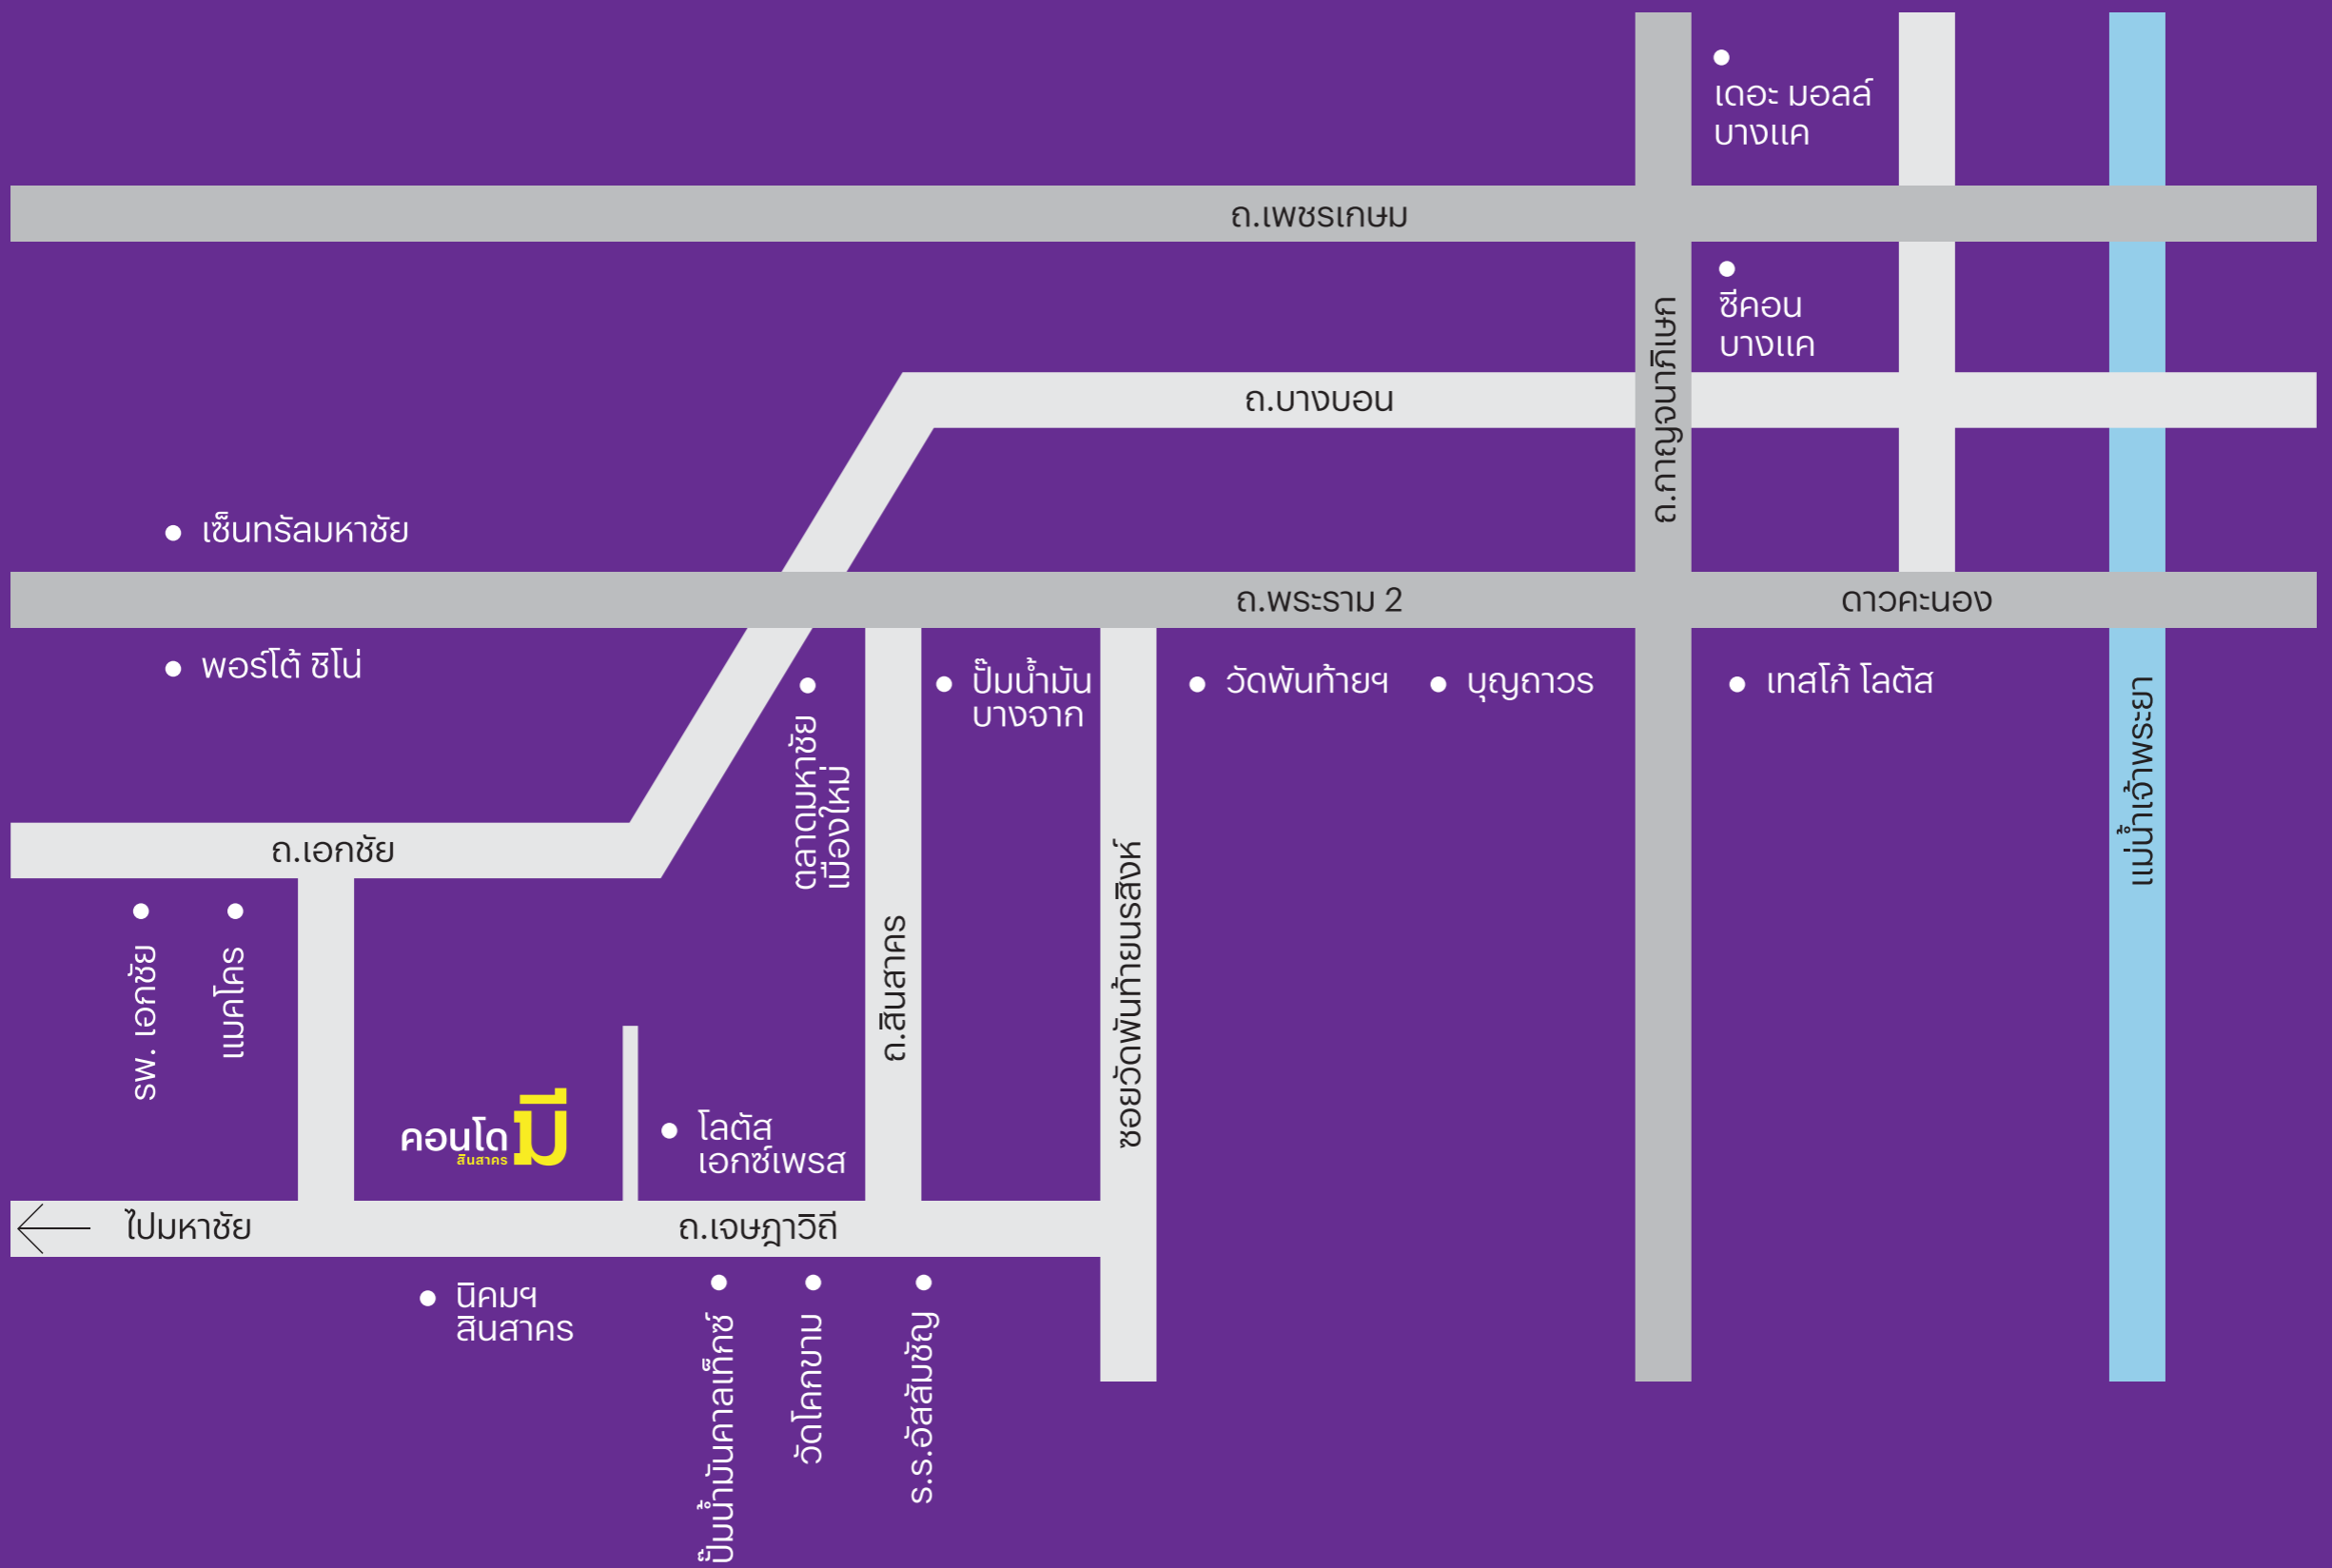 เดอะ มอลล์
บางแค
ถ.เพชรเกษม
ซีคอน
บางแค
ถ.กาญจนาภิเษก
ถ.บางบอน
เซ็นทรัลมหาชัย
ถ.พระราม 2
ดาวคะนอง
พอร์โต้ ชิโน่
ตลาดมหาชัย
เมืองใหม่
ปั๊มน้ำมัน
บางจาก
วัดพันท้ายฯ
บุญถาวร
เทสโก้ โลตัส
แม่น้ำเจ้าพระยา
ถ.เอกชัย
รพ. เอกชัย
แมคโคร
ถ.สินสาคร
ซอยวัดพันท้ายนรสิงห์
คอนโด มี
สินสาคร
โลตัส
เอกซ์เพรส
ไปมหาชัย
ถ.เจษฎาวิถี
นิคมฯ
สินสาคร
ปั๊มน้ำมันคาลเท็กซ์
วัดโคกขาม
ร.ร.อัสสัมชัญ